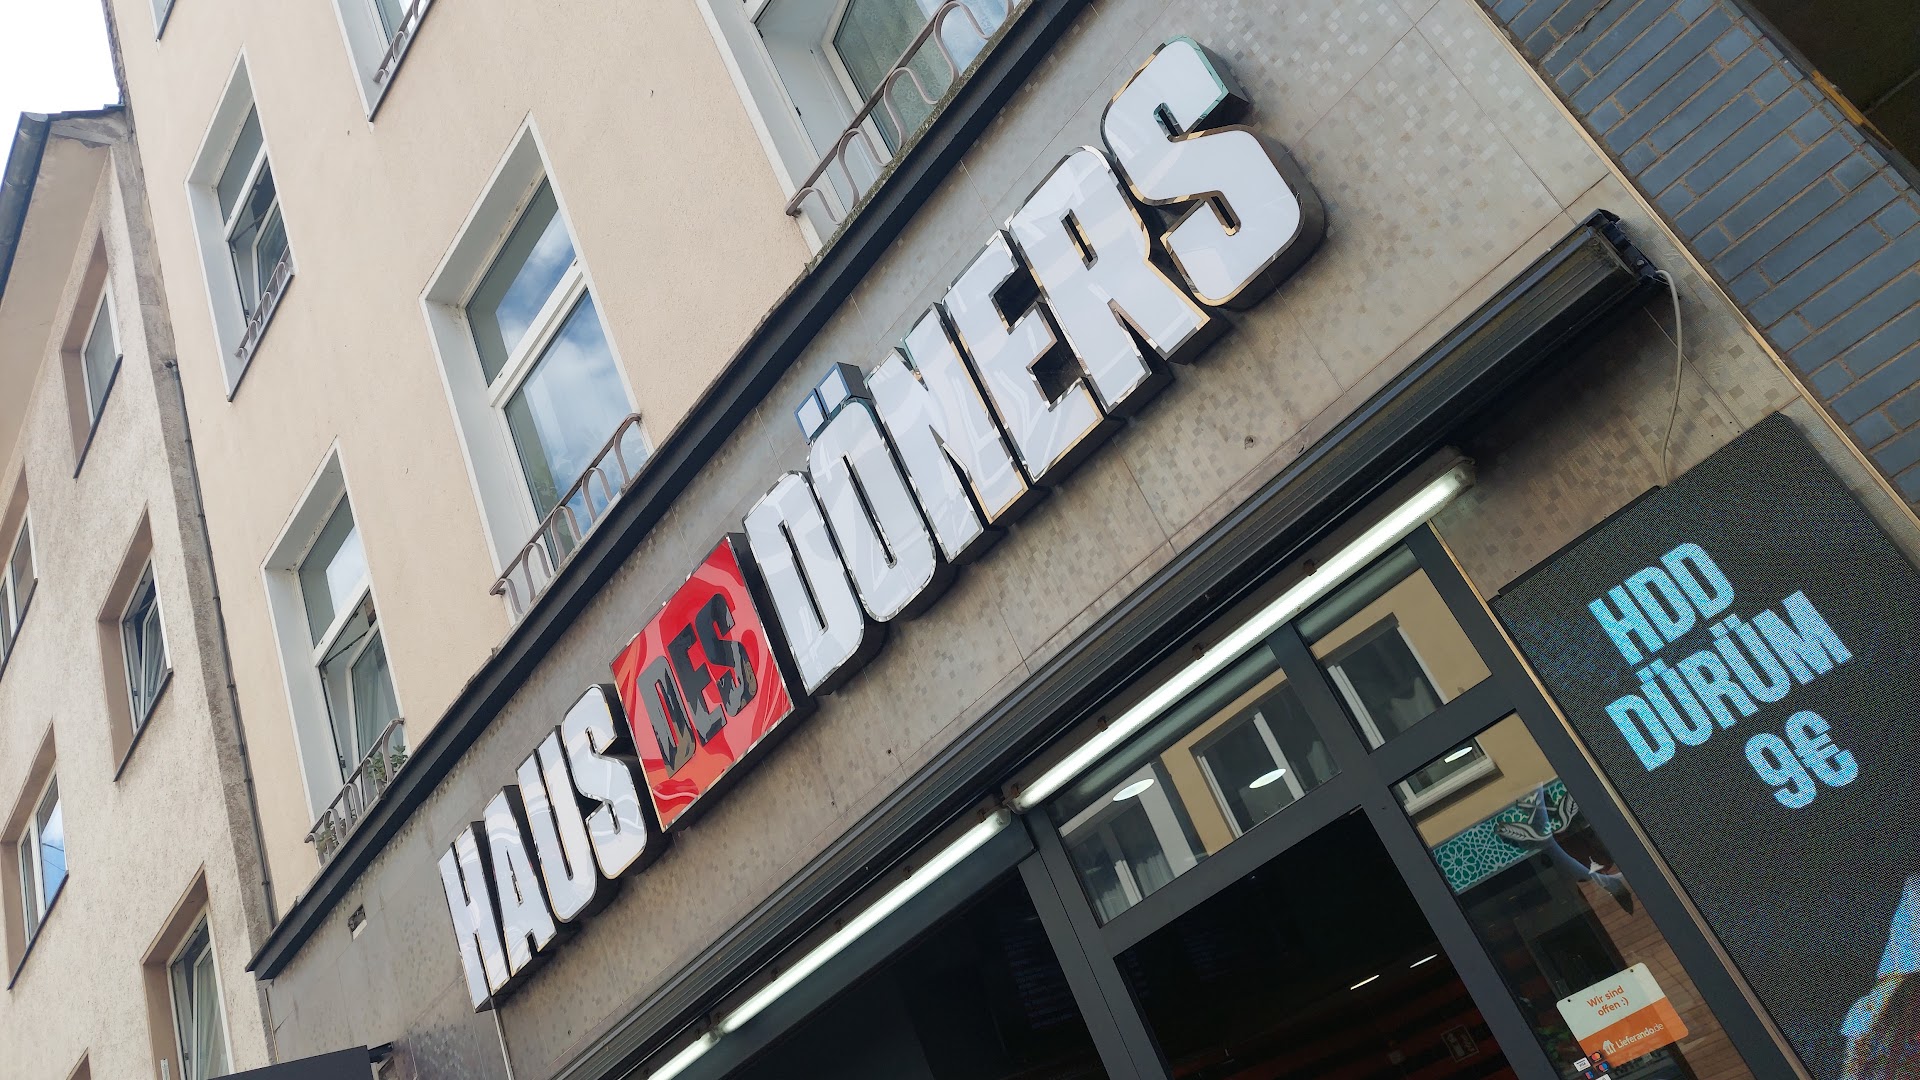 HAUS DES DÖNERS
HDD
DÜRÜM
9€
Wir sind
offen :)
Lieferando.de